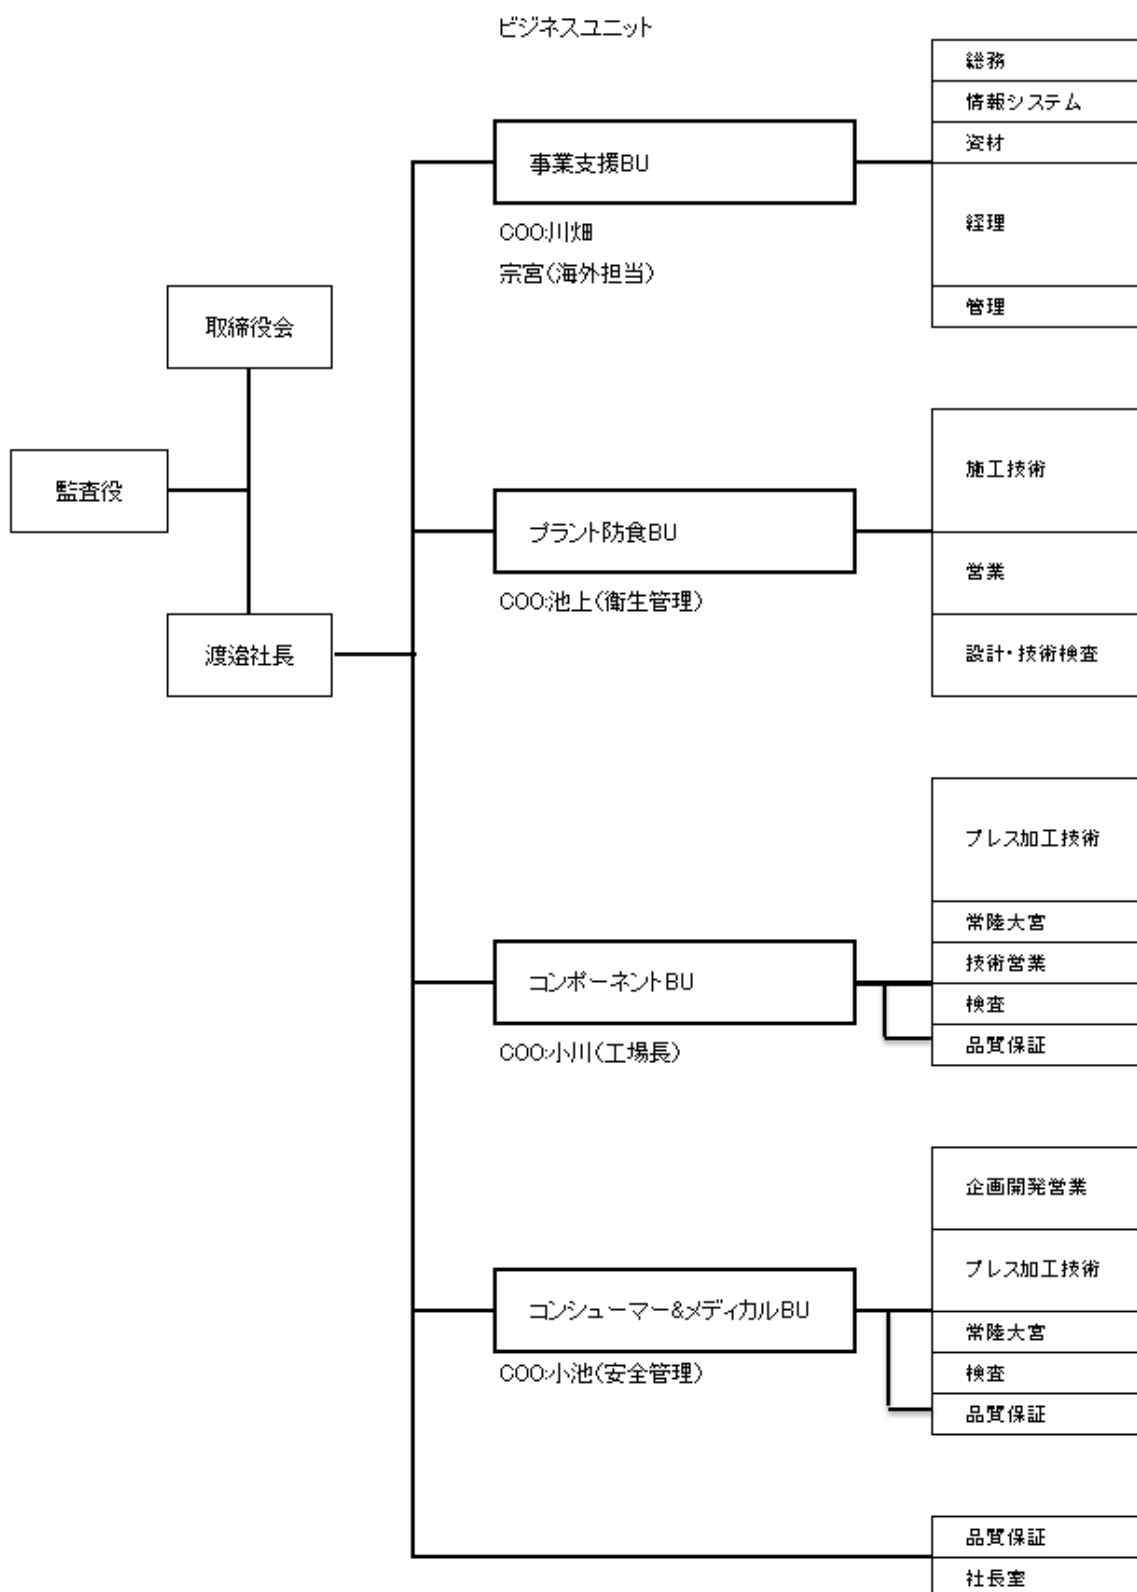 ビジネスユニット
総務
情報システム
資材
経理
管理
事業支援BU
COO:川畑
宗宮(海外担当)
取締役会
監査役
渡邉社長
プラント防食BU
COO:池上(衛生管理)
施工技術
営業
設計・技術検査
コンポーネントBU
COO:小川(工場長)
プレス加工技術
常陸大宮
技術営業
検査
品質保証
コンシューマー&メディカルBU
COO:小池(安全管理)
企画開発営業
プレス加工技術
常陸大宮
検査
品質保証
品質保証
社長室